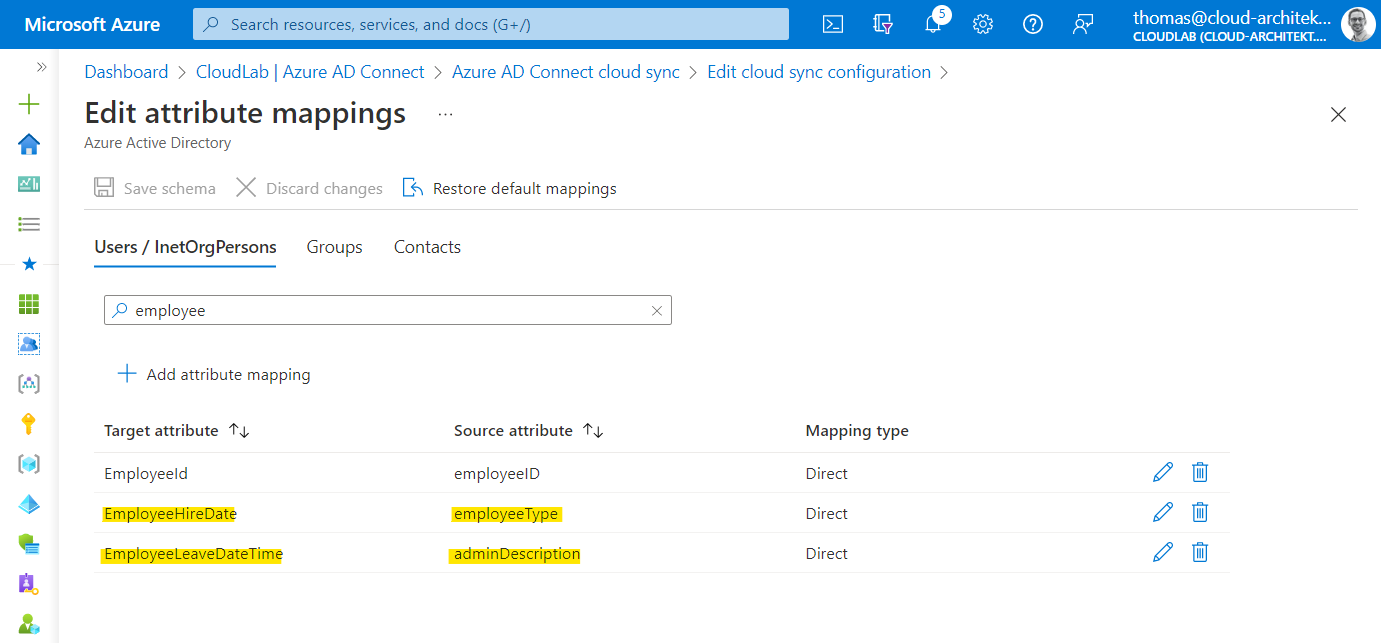 Microsoft Azure
Search resources, services, and docs (G+/)
5
thomas@cloud-architek...
CLOUDLAB (CLOUD-ARCHITEKT....
Dashboard > CloudLab | Azure AD Connect > Azure AD Connect cloud sync > Edit cloud sync configuration >
Edit attribute mappings ...
Azure Active Directory
Save schema Discard changes Restore default mappings
Users / InetOrgPersons Groups Contacts
employee
Add attribute mapping
Target attribute Source attribute Mapping type
EmployeeId employeeID Direct
EmployeeHireDate employeeType Direct
EmployeeLeaveDateTime adminDescription Direct